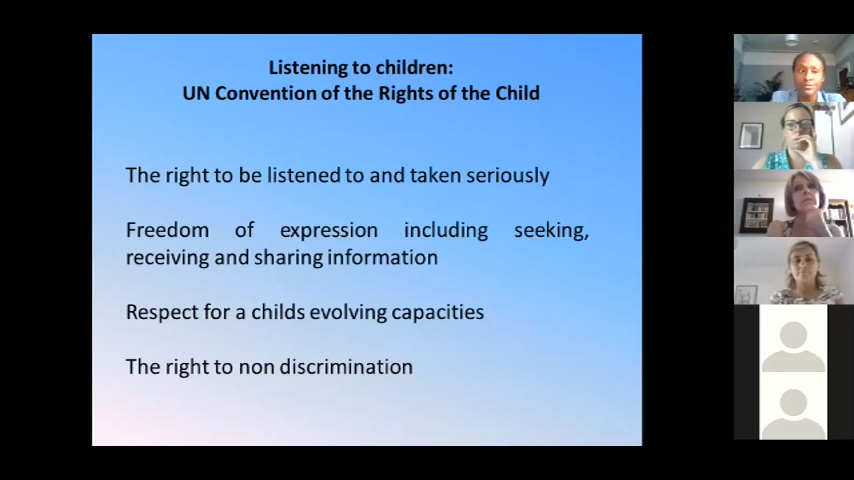 Listening to children:
UN Convention of the Rights of the Child
The right to be listened to and taken seriously
Freedom of expression including seeking,
receiving and sharing information
Respect for a childs evolving capacities
The right to non discrimination